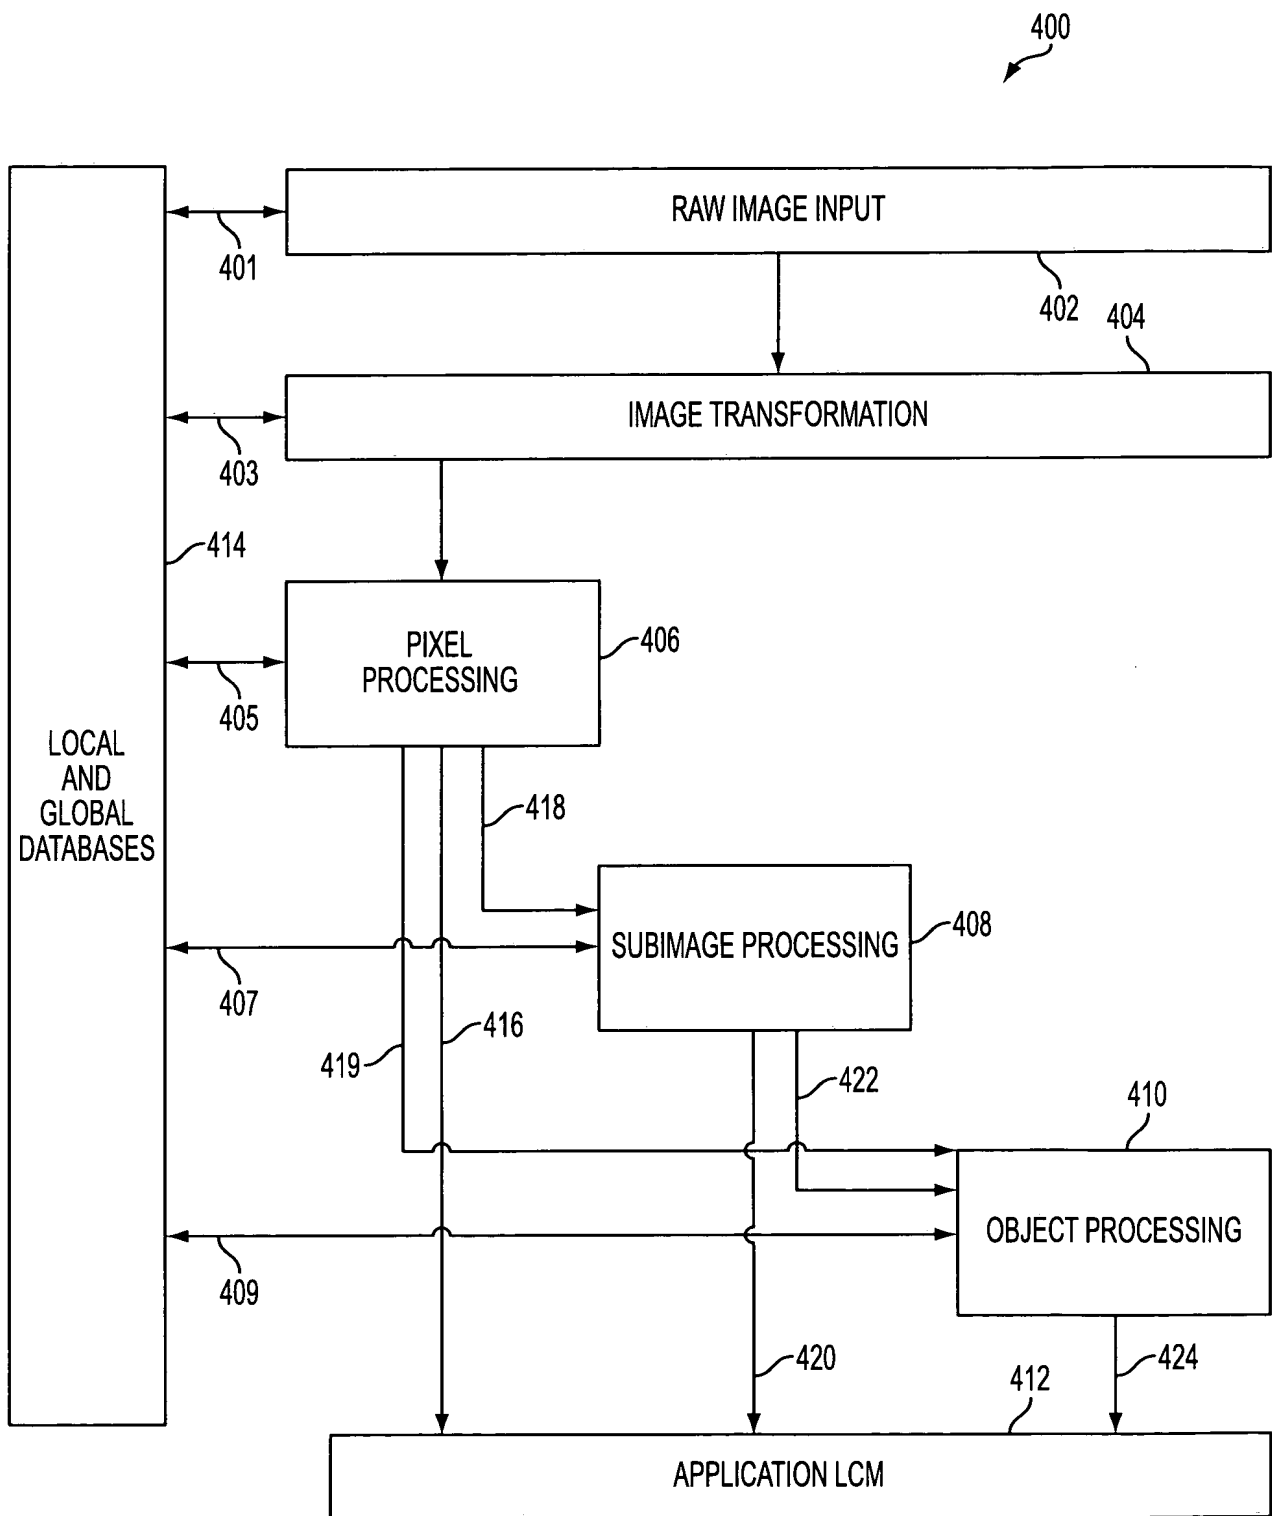 400
RAW IMAGE INPUT
401
402
404
IMAGE TRANSFORMATION
403
414
PIXEL
PROCESSING
406
405
LOCAL
AND
GLOBAL
DATABASES
418
SUBIMAGE PROCESSING
408
407
416
419
422
410
OBJECT PROCESSING
409
420
424
412
APPLICATION LCM